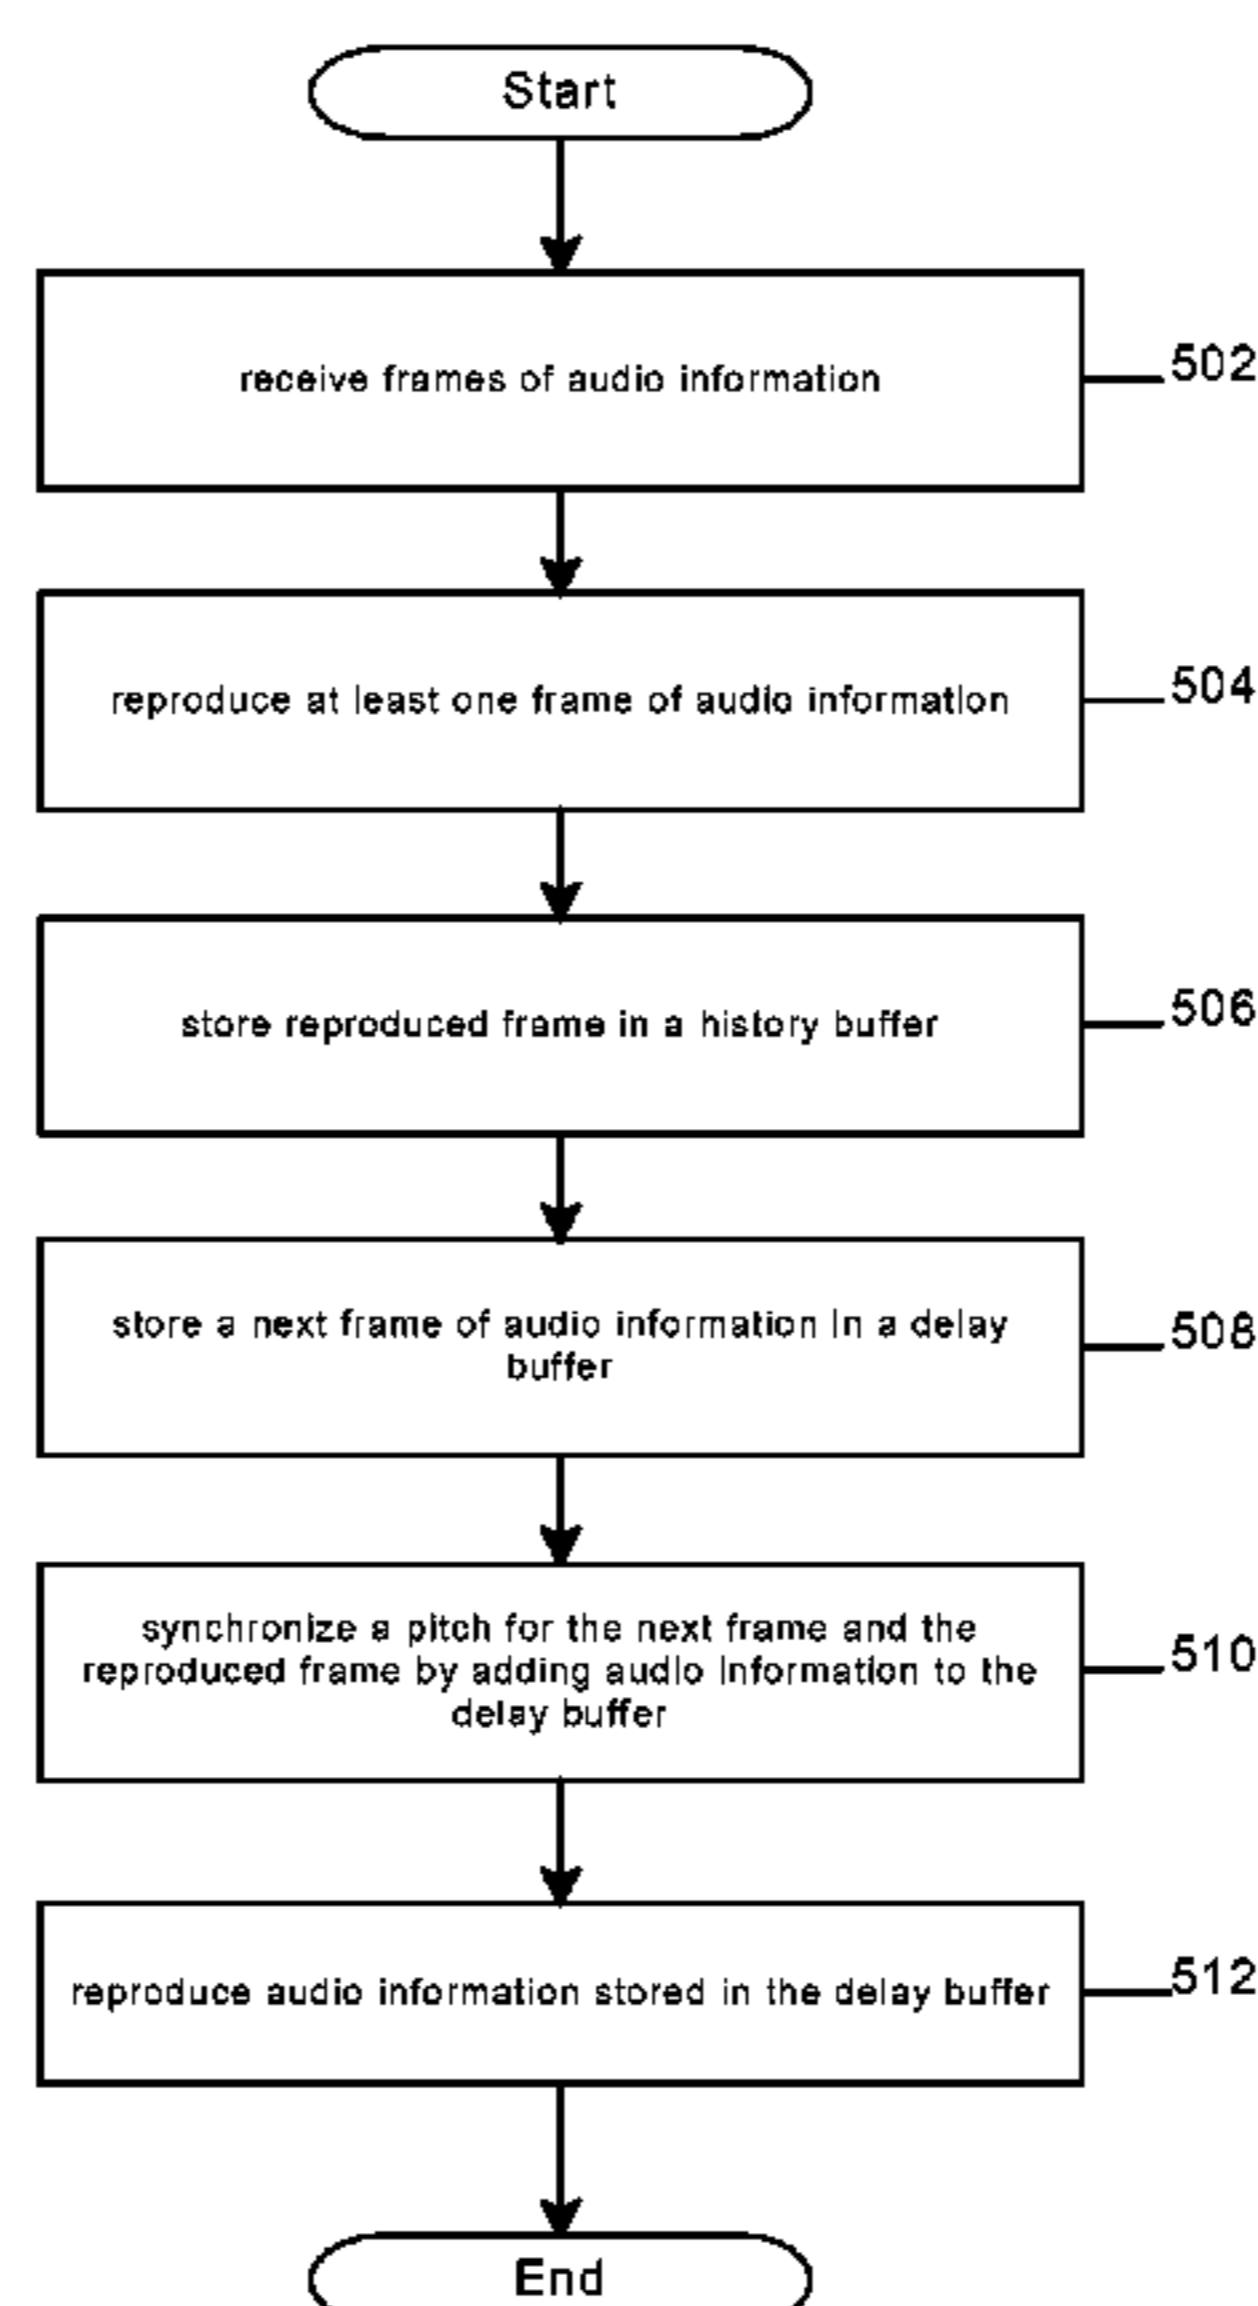 Start
receive frames of audio information
502
reproduce at least one frame of audio information
504
store reproduced frame in a history buffer
506
store a next frame of audio information in a delay
buffer
508
synchronize a pitch for the next frame and the
reproduced frame by adding audio information to the
delay buffer
510
reproduce audio information stored in the delay buffer
512
End